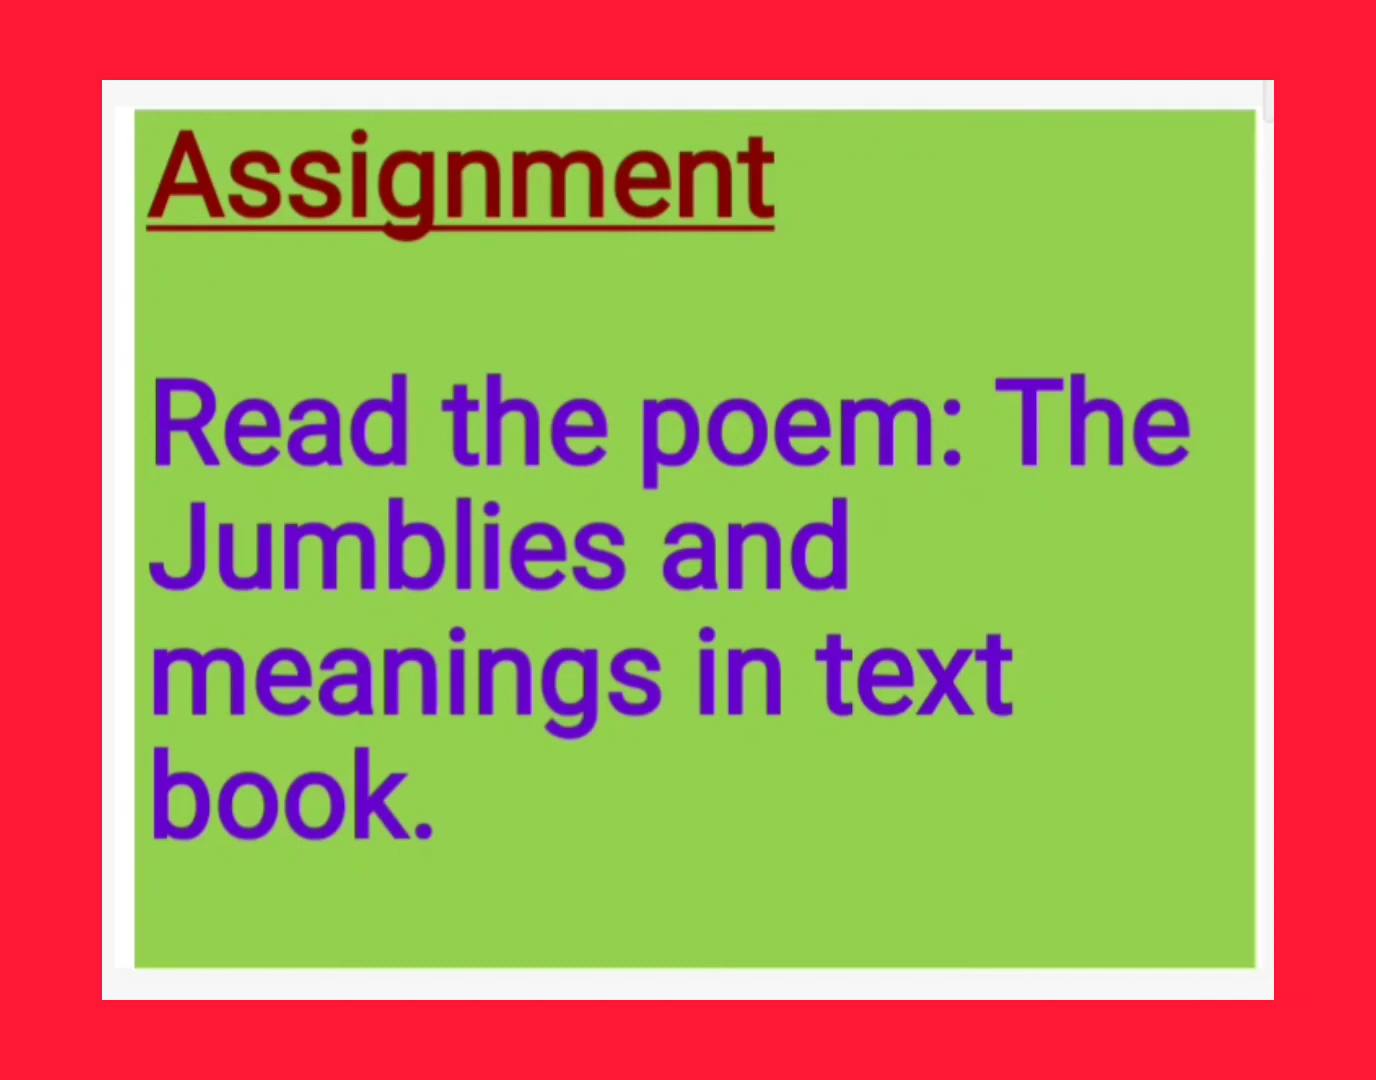 Assignment
Read the poem: The
Jumblies and
meanings in text
book.